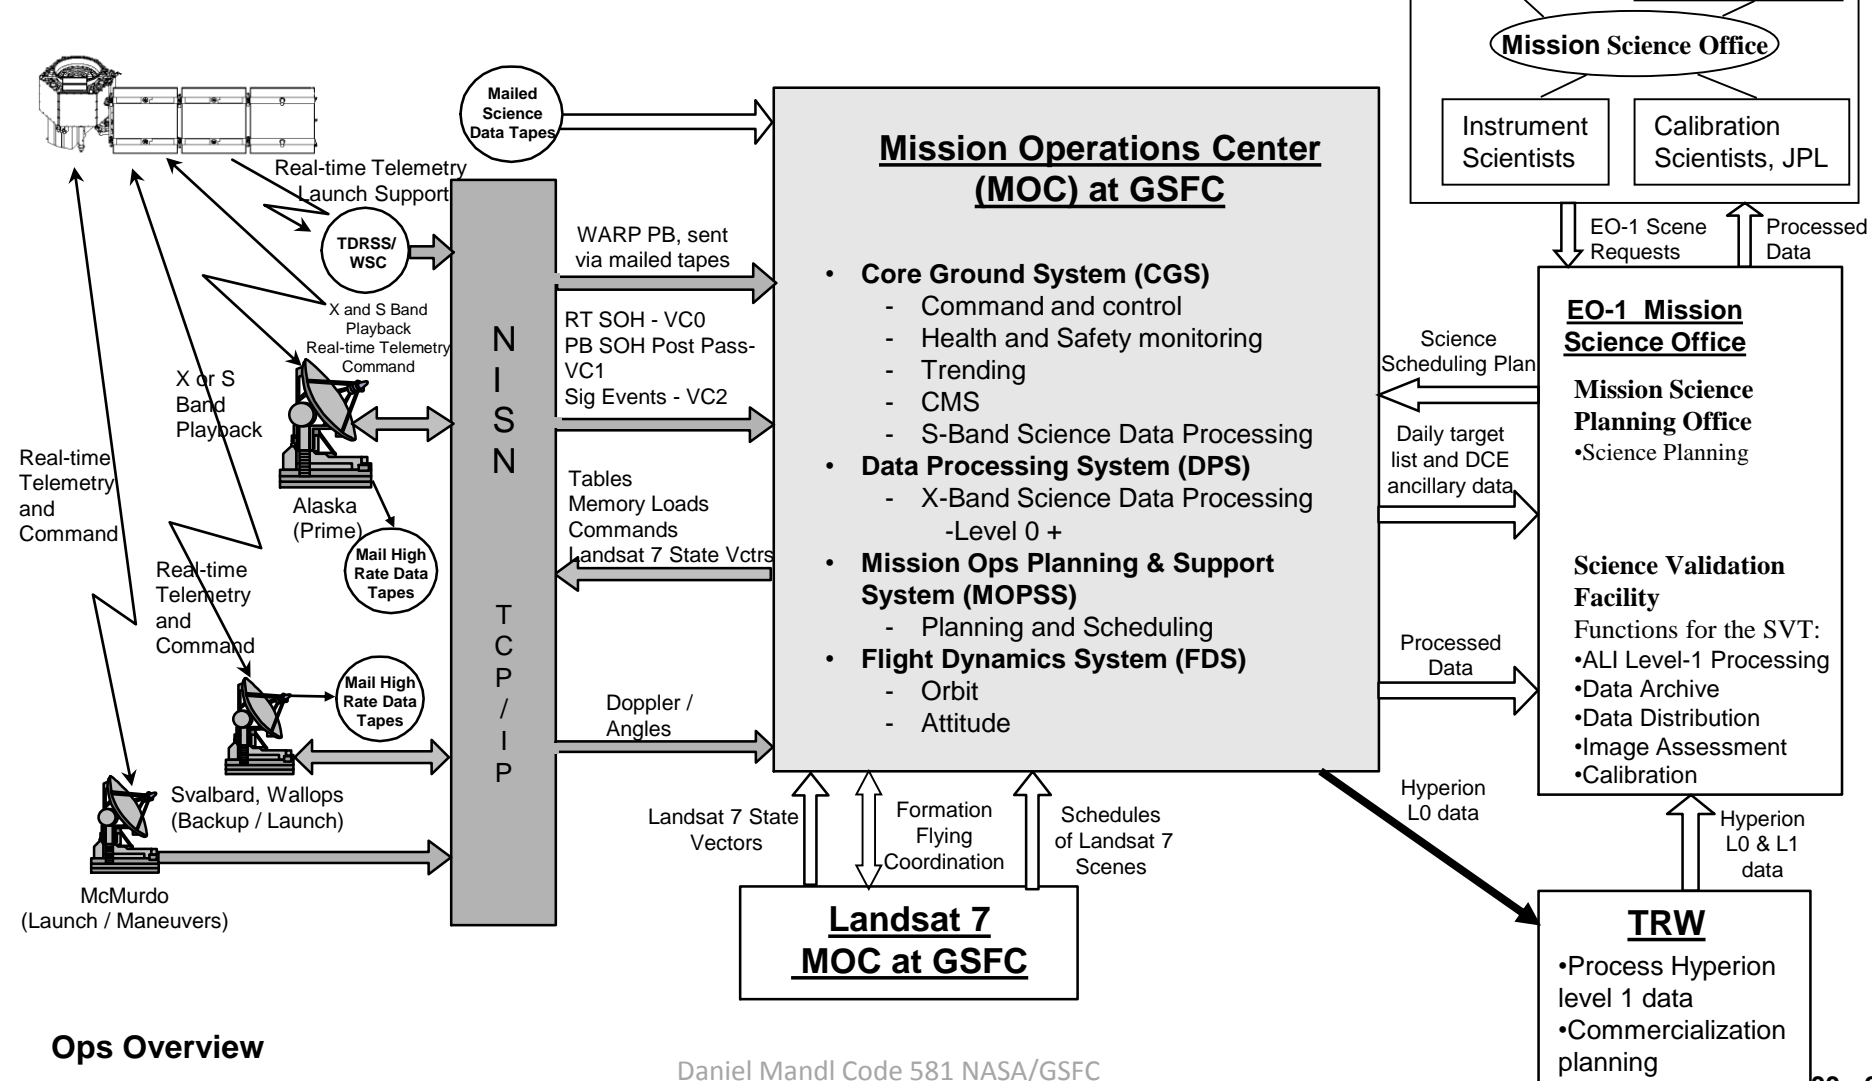 Mission Science Office
Instrument
Scientists
Calibration
Scientists, JPL
EO-1 Scene
Requests
Processed
Data
Mailed
Science
Data Tapes
Real-time Telemetry
Launch Support
TDRSS/
WSC
X and S Band
Playback
Real-time Telemetry
Command
X or S
Band
Playback
Real-time
Telemetry
and
Command
Alaska
(Prime)
Mail High
Rate Data
Tapes
Real-time
Telemetry
and
Command
Mail High
Rate Data
Tapes
Svalbard, Wallops
(Backup / Launch)
McMurdo
(Launch / Maneuvers)
N
I
S
N
T
C
P
/
I
P
WARP PB, sent
via mailed tapes
RT SOH - VC0
PB SOH Post Pass-
VC1
Sig Events - VC2
Tables
Memory Loads
Commands
Landsat 7 State Vctrs
Doppler /
Angles
Mission Operations Center
(MOC) at GSFC
• Core Ground System (CGS)
- Command and control
- Health and Safety monitoring
- Trending
- CMS
- S-Band Science Data Processing
• Data Processing System (DPS)
- X-Band Science Data Processing
-Level 0 +
• Mission Ops Planning & Support
System (MOPSS)
- Planning and Scheduling
• Flight Dynamics System (FDS)
- Orbit
- Attitude
Science
Scheduling Plan
Daily target
list and DCE
ancillary data
Processed
Data
EO-1 Mission
Science Office
Mission Science
Planning Office
•Science Planning
Science Validation
Facility
Functions for the SVT:
•ALI Level-1 Processing
•Data Archive
•Data Distribution
•Image Assessment
•Calibration
Landsat 7 State
Vectors
Formation
Flying
Coordination
Schedules
of Landsat 7
Scenes
Hyperion
L0 data
Hyperion
L0 & L1
data
Landsat 7
MOC at GSFC
TRW
•Process Hyperion
level 1 data
•Commercialization
planning
Ops Overview
Daniel Mandl Code 581 NASA/GSFC